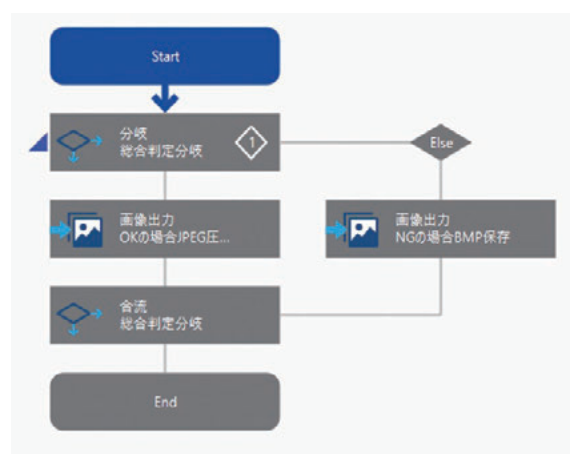 Start
分岐
総合判定分岐
1
Else
画像出力
OKの場合JPEG圧...
画像出力
NGの場合BMP保存
合流
総合判定分岐
End